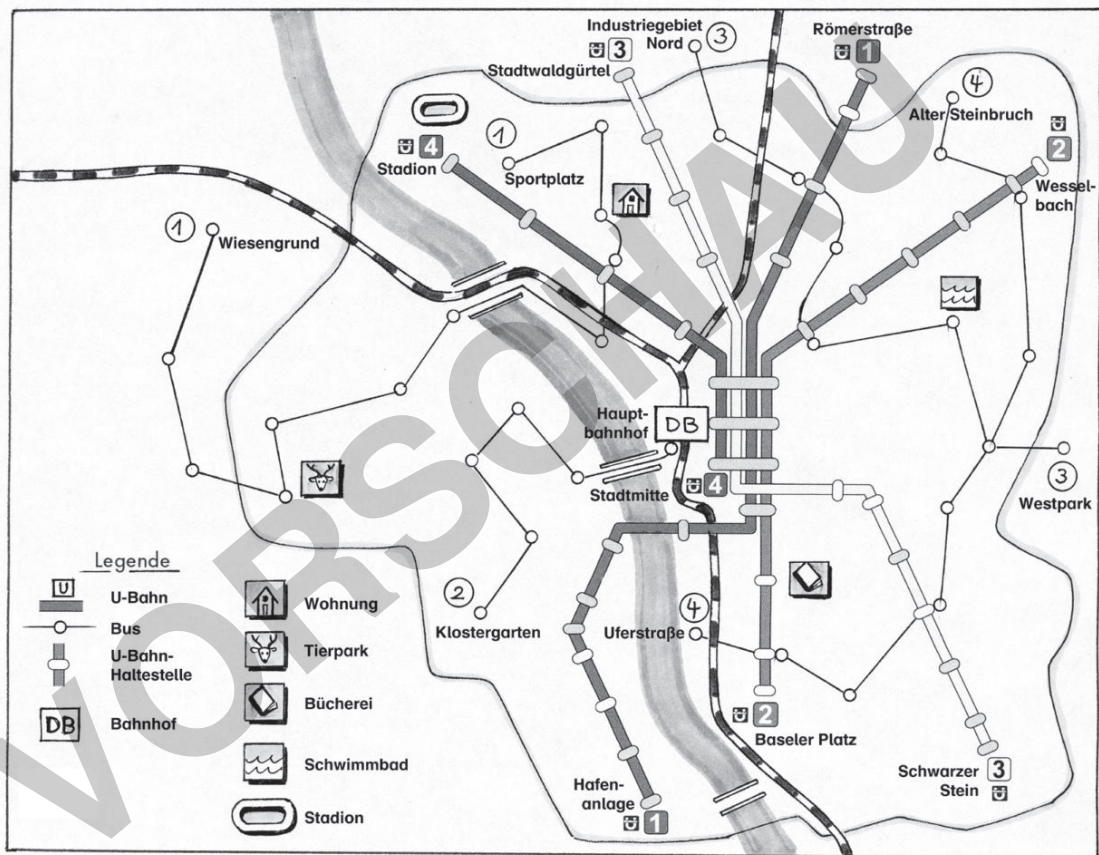 Industriegebiet
Nord
3
3
Stadtwaldgürtel
Römerstraße
1
4
Alter Steinbruch
2
Wessel-
bach
4
Stadion
1
Sportplatz
1
Wiesengrund
Haupt-
bahnhof
DB
Stadtmitte
4
3
Westpark
2
Klostergarten
4
Uferstraße
2
Baseler Platz
Hafen-
anlage
1
Schwarzer
Stein
3
Legende
U
U-Bahn
Bus
U-Bahn-
Haltestelle
DB
Bahnhof
Wohnung
Tierpark
Bücherei
Schwimmbad
Stadion
VORSCHAU